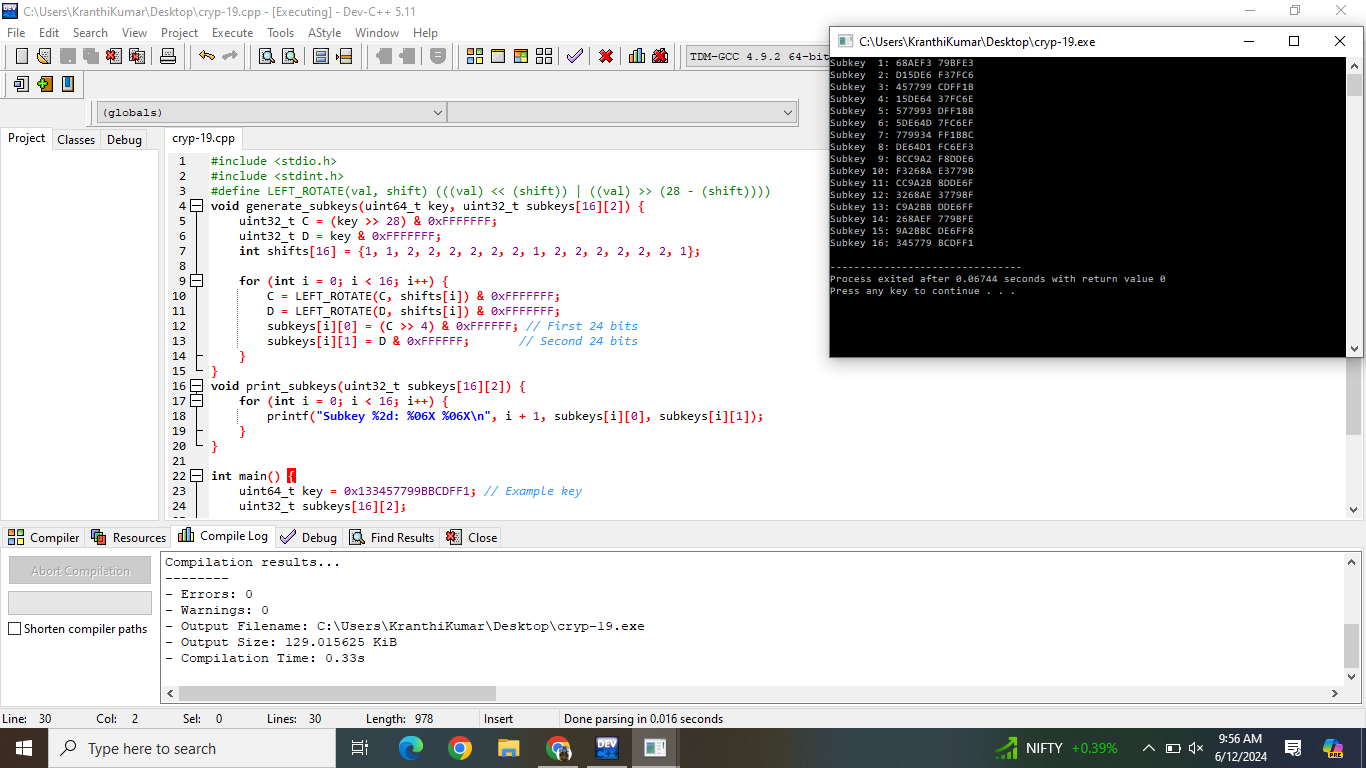 C:\Users\KranthiKumar\Desktop\cryp-19.cpp - [Executing] - Dev-C++ 5.11
File Edit Search View Project Execute Tools AStyle Window Help
TDM-GCC 4.9.2 64-bit
(globals)
Project Classes Debug
cryp-19.cpp
1 #include <stdio.h>
2 #include <stdint.h>
3 #define LEFT_ROTATE(val, shift) (((val) << (shift)) | ((val) >> (28 - (shift))))
4 void generate_subkeys(uint64_t key, uint32_t subkeys[16][2]) {
5 uint32_t C = (key >> 28) & 0xFFFFFFF;
6 uint32_t D = key & 0xFFFFFFF;
7 int shifts[16] = {1, 1, 2, 2, 2, 2, 2, 2, 1, 2, 2, 2, 2, 2, 2, 1};
8
9 for (int i = 0; i < 16; i++) {
10 C = LEFT_ROTATE(C, shifts[i]) & 0xFFFFFFF;
11 D = LEFT_ROTATE(D, shifts[i]) & 0xFFFFFFF;
12 subkeys[i][0] = (C >> 4) & 0xFFFFFF; // First 24 bits
13 subkeys[i][1] = D & 0xFFFFFF; // Second 24 bits
14 }
15 }
16 void print_subkeys(uint32_t subkeys[16][2]) {
17 for (int i = 0; i < 16; i++) {
18 printf("Subkey %2d: %06X %06X\n", i + 1, subkeys[i][0], subkeys[i][1]);
19 }
20 }
21
22 int main() {
23 uint64_t key = 0x133457799BBCDFF1; // Example key
24 uint32_t subkeys[16][2];
C:\Users\KranthiKumar\Desktop\cryp-19.exe
Subkey  1: 68AEF3 79BFE3
Subkey  2: D15DE6 F37FC6
Subkey  3: 457799 CDFF1B
Subkey  4: 15DE64 37FC6E
Subkey  5: 577993 DFF1BB
Subkey  6: 5DE64D 7FC6EF
Subkey  7: 779934 FF1BBC
Subkey  8: DE64D1 FC6EF3
Subkey  9: BCC9A2 F8DDE6
Subkey 10: F3268A E3779B
Subkey 11: CC9A2B 8DDE6F
Subkey 12: 3268AE 3779BF
Subkey 13: C9A2BB DDE6FF
Subkey 14: 268AEF 779BFE
Subkey 15: 9A2BBC DE6FF8
Subkey 16: 345779 BCDFF1
--------------------------------
Process exited after 0.06744 seconds with return value 0
Press any key to continue . . .
Compiler Resources Compile Log Debug Find Results Close
Abort Compilation
Shorten compiler paths
Compilation results...
--------
- Errors: 0
- Warnings: 0
- Output Filename: C:\Users\KranthiKumar\Desktop\cryp-19.exe
- Output Size: 129.015625 KiB
- Compilation Time: 0.33s
Line: 30 Col: 2 Sel: 0 Lines: 30 Length: 978 Insert Done parsing in 0.016 seconds
Type here to search
DEV
NIFTY +0.39%
9:56 AM
6/12/2024
PRE